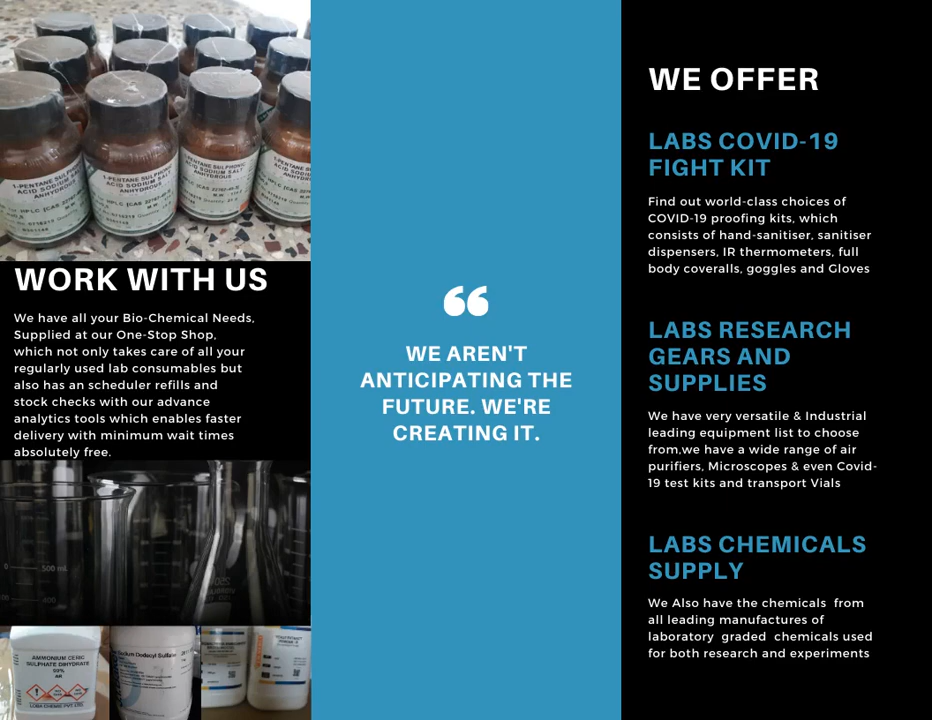 1-PENTANE SULPHONIC
ACID SODIUM SALT
ANHYDROUS
WORK WITH US
We have all your Bio-Chemical Needs,
Supplied at our One-Stop Shop,
which not only takes care of all your
regularly used lab consumables but
also has an scheduler refills and
stock checks with our advance
analytics tools which enables faster
delivery with minimum wait times
absolutely free.
500 mL
AMMONIUM CERIC
SULPHATE DIHYDRATE
50%
AR
LOBA CHEMIE PVT.LTD.
Sodium Dodecyl Sulfate
WE AREN'T
ANTICIPATING THE
FUTURE. WE'RE
CREATING IT.
WE OFFER
LABS COVID-19
FIGHT KIT
Find out world-class choices of
COVID-19 proofing kits, which
consists of hand-sanitiser, sanitiser
dispensers, IR thermometers, full
body coveralls, goggles and Gloves
LABS RESEARCH
GEARS AND
SUPPLIES
We have very versatile & Industrial
leading equipment list to choose
from,we have a wide range of air
purifiers, Microscopes & even Covid-
19 test kits and transport Vials
LABS CHEMICALS
SUPPLY
We Also have the chemicals from
all leading manufactures of
laboratory graded chemicals used
for both research and experiments